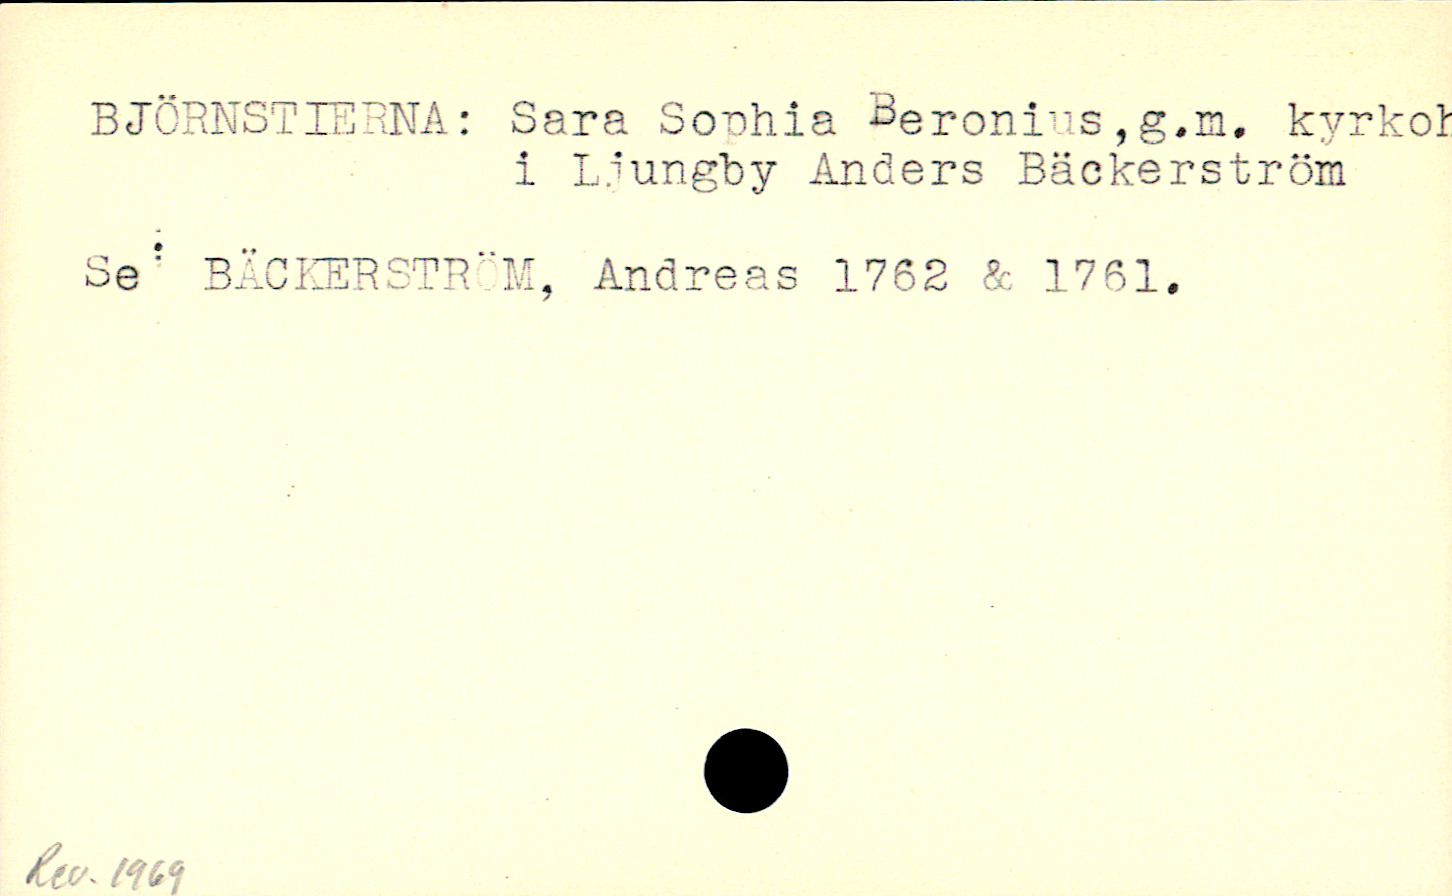 BJÖRNSTIERNA: Sara Sophia Beronius,g.m. kyrkoh
i Ljungby Anders Bäckerström
Se: BÄCKERSTRÖM, Andreas 1762 & 1761.
Rev. 1969